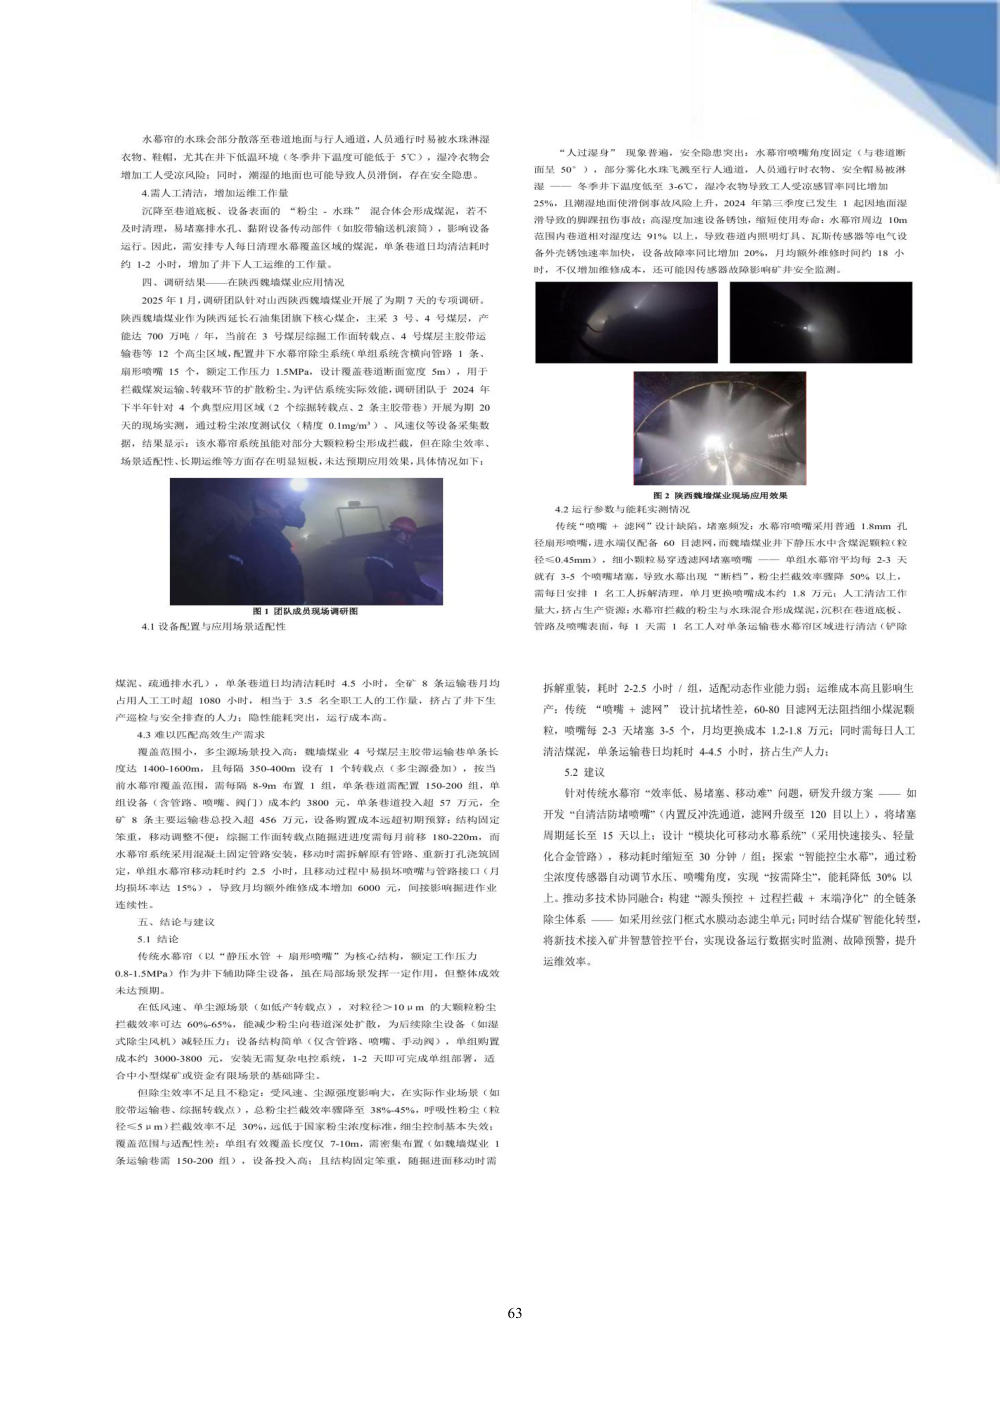 水幕帘的水珠会部分散落至巷道地面与行人通道，人员通行时易被水珠淋湿
衣物、鞋帽，尤其在井下低温环境（冬季井下温度可能低于 5℃），湿冷衣物会
增加工人受凉风险；同时，潮湿的地面也可能导致人员滑倒，存在安全隐患。
4.需人工清洁，增加运维工作量
沉降至巷道底板、设备表面的 “粉尘 - 水珠” 混合体会形成煤泥，若不
及时清理，易堵塞排水孔、黏附设备传动部件（如胶带输送机滚筒），影响设备
运行。因此，需安排专人每日清理水幕覆盖区域的煤泥，单条巷道日均清洁耗时
约 1-2 小时，增加了井下人工运维的工作量。
四、调研结果——在陕西魏墙煤业应用情况
2025 年 1 月，调研团队针对山西陕西魏墙煤业开展了为期 7 天的专项调研。
陕西魏墙煤业作为陕西延长石油集团旗下核心煤企，主采 3 号、4 号煤层，产
能达 700 万吨 / 年，当前在 3 号煤层综掘工作面转载点、4 号煤层主胶带运
输巷等 12 个高尘区域，配置井下水幕帘除尘系统（单组系统含横向管路 1 条、
扇形喷嘴 15 个，额定工作压力 1.5MPa，设计覆盖巷道断面宽度 5m），用于
拦截煤炭运输、转载环节的扩散粉尘。为评估系统实际效能，调研团队于 2024 年
下半年针对 4 个典型应用区域（2 个综掘转载点、2 条主胶带巷）开展为期 20
天的现场实测，通过粉尘浓度测试仪（精度 0.1mg/m³）、风速仪等设备采集数
据，结果显示：该水幕帘系统虽能对部分大颗粒粉尘形成拦截，但在除尘效率、
场景适配性、长期运维等方面存在明显短板，未达预期应用效果，具体情况如下：
图 1 团队成员现场调研图
4.1 设备配置与应用场景适配性
“人过湿身” 现象普遍，安全隐患突出：水幕帘喷嘴角度固定（与巷道断
面呈 50°），部分雾化水珠飞溅至行人通道，人员通行时衣物、安全帽易被淋
湿 —— 冬季井下温度低至 3-6℃，湿冷衣物导致工人受凉感冒率同比增加
25%，且潮湿地面使滑倒事故风险上升，2024 年第三季度已发生 1 起因地面湿
滑导致的脚踝扭伤事故；高湿度加速设备锈蚀，缩短使用寿命：水幕帘周边 10m
范围内巷道相对湿度达 91% 以上，导致巷道内照明灯具、瓦斯传感器等电气设
备外壳锈蚀速率加快，设备故障率同比增加 20%，月均额外维修时间约 18 小
时，不仅增加维修成本，还可能因传感器故障影响矿井安全监测。
图 2 陕西魏墙煤业现场应用效果
4.2 运行参数与能耗实测情况
传统“喷嘴 + 滤网”设计缺陷，堵塞频发：水幕帘喷嘴采用普通 1.8mm 孔
径扇形喷嘴，进水端仅配备 60 目滤网，而魏墙煤业井下静压水中含煤泥颗粒（粒
径≤0.45mm），细小颗粒易穿透滤网堵塞喷嘴 —— 单组水幕帘平均每 2-3 天
就有 3-5 个喷嘴堵塞，导致水幕出现 “断档”，粉尘拦截效率骤降 50% 以上，
需每日安排 1 名工人拆解清理，单月更换喷嘴成本约 1.8 万元；人工清洁工作
量大，挤占生产资源：水幕帘拦截的粉尘与水珠混合形成煤泥，沉积在巷道底板、
管路及喷嘴表面，每 1 天需 1 名工人对单条运输巷水幕帘区域进行清洁（铲除
煤泥、疏通排水孔），单条巷道日均清洁耗时 4.5 小时，全矿 8 条运输巷月均
占用人工工时超 1080 小时，相当于 3.5 名全职工人的工作量，挤占了井下生
产巡检与安全排查的人力；隐性能耗突出，运行成本高。
4.3 难以匹配高效生产需求
覆盖范围小，多尘源场景投入高：魏墙煤业 4 号煤层主胶带运输巷单条长
度达 1400-1600m，且每隔 350-400m 设有 1 个转载点（多尘源叠加），按当
前水幕帘覆盖范围，需每隔 8-9m 布置 1 组，单条巷道需配置 150-200 组，单
组设备（含管路、喷嘴、阀门）成本约 3800 元，单条巷道投入超 57 万元，全
矿 8 条主要运输巷总投入超 456 万元，设备购置成本远超初期预算；结构固定
笨重，移动调整不便：综掘工作面转载点随掘进进度需每月前移 180-220m，而
水幕帘系统采用混凝土固定管路安装，移动时需拆解原有管路、重新打孔浇筑固
定，单组水幕帘移动耗时约 2.5 小时，且移动过程中易损坏喷嘴与管路接口（月
均损坏率达 15%），导致月均额外维修成本增加 6000 元，间接影响掘进作业
连续性。
五、结论与建议
5.1 结论
传统水幕帘（以“静压水管 + 扇形喷嘴”为核心结构，额定工作压力
0.8-1.5MPa）作为井下辅助降尘设备，虽在局部场景发挥一定作用，但整体成效
未达预期。
在低风速、单尘源场景（如低产转载点），对粒径＞10μm 的大颗粒粉尘
拦截效率可达 60%-65%，能减少粉尘向巷道深处扩散，为后续除尘设备（如湿
式除尘风机）减轻压力；设备结构简单（仅含管路、喷嘴、手动阀），单组购置
成本约 3000-3800 元，安装无需复杂电控系统，1-2 天即可完成单组部署，适
合中小型煤矿或资金有限场景的基础降尘。
但除尘效率不足且不稳定：受风速、尘源强度影响大，在实际作业场景（如
胶带运输巷、综掘转载点），总粉尘拦截效率骤降至 38%-45%，呼吸性粉尘（粒
径≤5μm）拦截效率不足 30%，远低于国家粉尘浓度标准，细尘控制基本失效；
覆盖范围与适配性差：单组有效覆盖长度仅 7-10m，需密集布置（如魏墙煤业 1
条运输巷需 150-200 组），设备投入高；且结构固定笨重，随掘进面移动时需
拆解重装，耗时 2-2.5 小时 / 组，适配动态作业能力弱；运维成本高且影响生
产：传统 “喷嘴 + 滤网” 设计抗堵性差，60-80 目滤网无法阻挡细小煤泥颗
粒，喷嘴每 2-3 天堵塞 3-5 个，月均更换成本 1.2-1.8 万元；同时需每日人工
清洁煤泥，单条运输巷日均耗时 4-4.5 小时，挤占生产人力；
5.2 建议
针对传统水幕帘 “效率低、易堵塞、移动难” 问题，研发升级方案 —— 如
开发 “自清洁防堵喷嘴”（内置反冲洗通道，滤网升级至 120 目以上），将堵塞
周期延长至 15 天以上；设计 “模块化可移动水幕系统”（采用快速接头、轻量
化合金管路），移动耗时缩短至 30 分钟 / 组；探索 “智能控尘水幕”，通过粉
尘浓度传感器自动调节水压、喷嘴角度，实现 “按需降尘”，能耗降低 30% 以
上。推动多技术协同融合：构建 “源头预控 + 过程拦截 + 末端净化” 的全链条
除尘体系 —— 如采用丝弦门框式水膜动态滤尘单元；同时结合煤矿智能化转型，
将新技术接入矿井智慧管控平台，实现设备运行数据实时监测、故障预警，提升
运维效率。
63